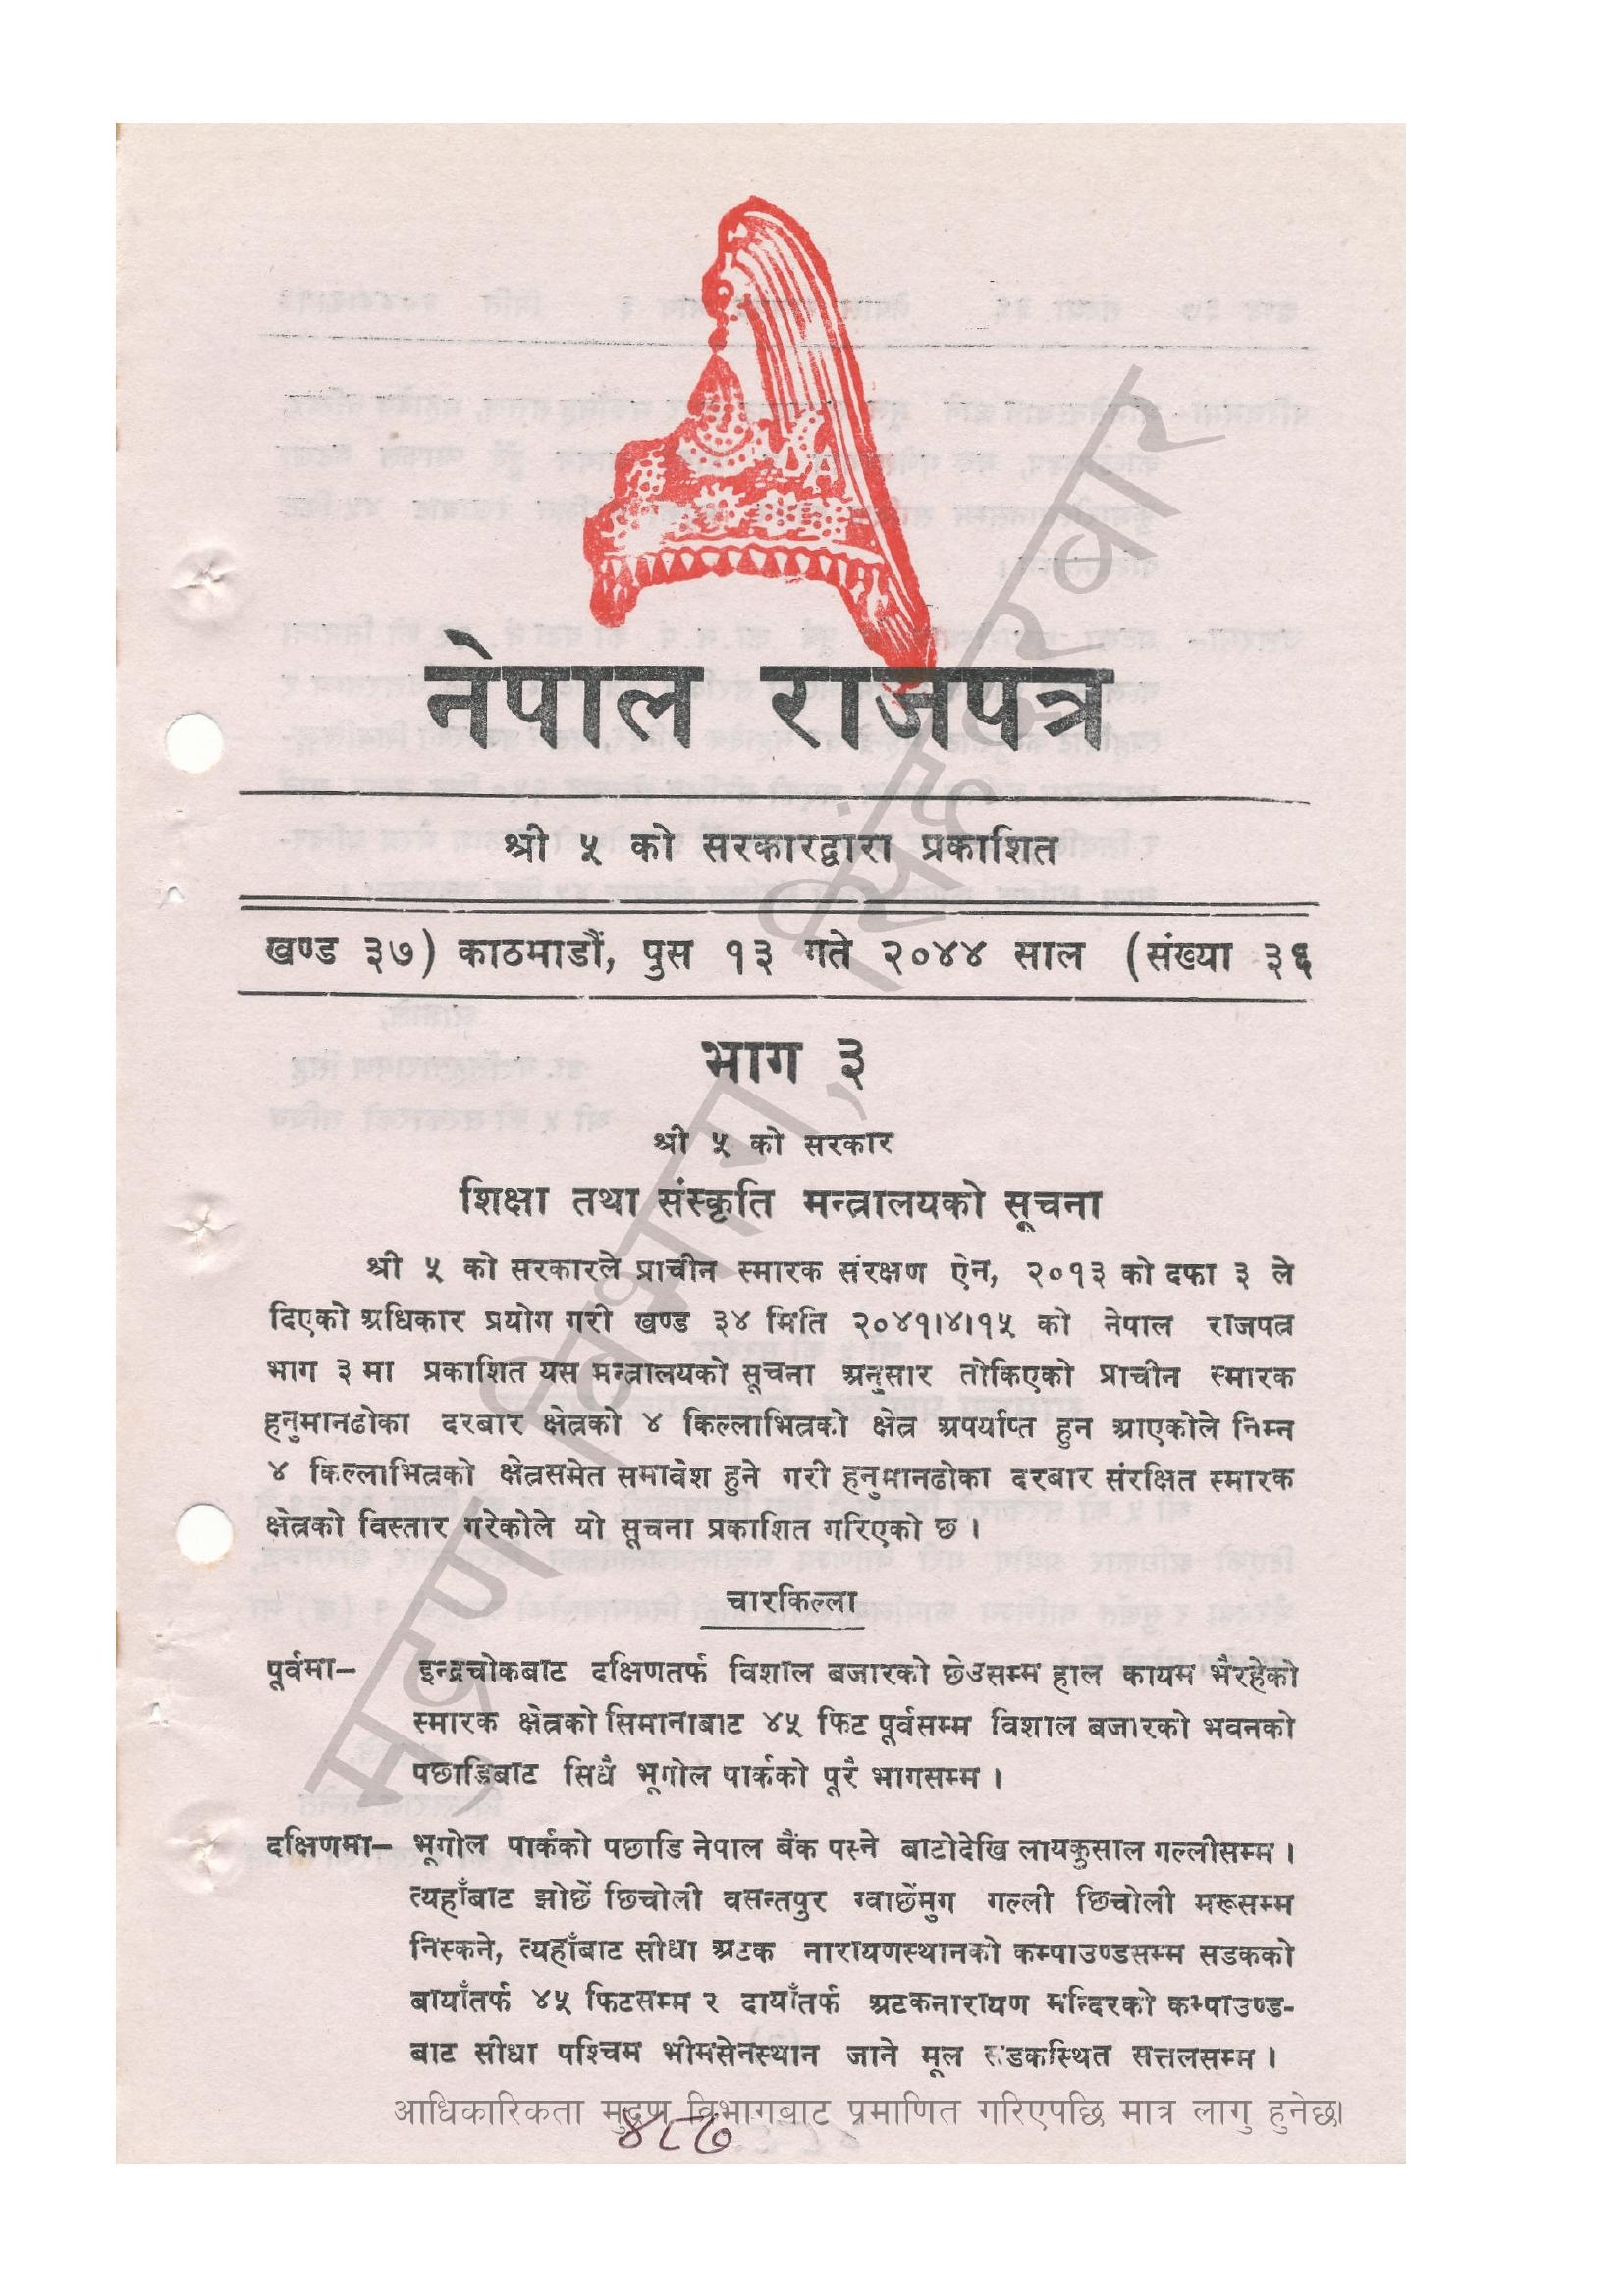 नेपाल राजपत्र
श्री ५ को सरकारद्वारा प्रकाशित
खण्ड ३७) काठमाडौं, पुस १३ गते २०४४ साल (संख्या ३६
भाग ३
श्री ५ को सरकार
शिक्षा तथा संस्कृति मन्त्रालयको सूचना
श्री ५ को सरकारले प्राचीन स्मारक संरक्षण ऐन, २०१३ को दफा ३ ले
दिएको अधिकार प्रयोग गरी खण्ड ३४ मिति २०४१।४।१५ को नेपाल राजपत्र
भाग ३ मा प्रकाशित यस मन्त्रालयको सूचना अनुसार तोकिएको प्राचीन स्मारक
हनुमानढोका दरबार क्षेत्रको ४ किल्लाभित्रको क्षेत्र अपर्याप्त हुन आएकोले निम्न
४ किल्लाभित्रको क्षेत्रसमेत समावेश हुने गरी हनुमानढोका दरबार संरक्षित स्मारक
क्षेत्रको विस्तार गरेकोले यो सूचना प्रकाशित गरिएको छ ।
चारकिल्ला
पूर्वमा– इन्द्रचोकबाट दक्षिणतर्फ विशाल बजारको छेउसम्म हाल कायम भैरहेको
स्मारक क्षेत्रको सिमानाबाट ४५ फिट पूर्वसम्म विशाल बजारको भवनको
पछाडिबाट सिधै भूगोल पार्कको पूरै भागसम्म ।
दक्षिणमा– भूगोल पार्कको पछाडि नेपाल बैंक पस्ने बाटोदेखि लायकुसाल गल्लीसम्म ।
त्यहाँबाट झोछें छिचोली वसन्तपुर ग्वाछेंमुग गल्ली छिचोली मरूसम्म
निस्कने, त्यहाँबाट सीधा अटक नारायणस्थानको कम्पाउण्डसम्म सडकको
बायाँतर्फ ४५ फिटसम्म र दायाँतर्फ अटकनारायण मन्दिरको कम्पाउण्ड-
बाट सीधा पश्चिम भीमसेनस्थान जाने मूल सडकस्थित सत्तलसम्म ।
आधिकारिकता मुद्रण विभागबाट प्रमाणित गरिएपछि मात्र लागु हुनेछ।
४८७
मुद्रण विभाग, सिंहदरबार